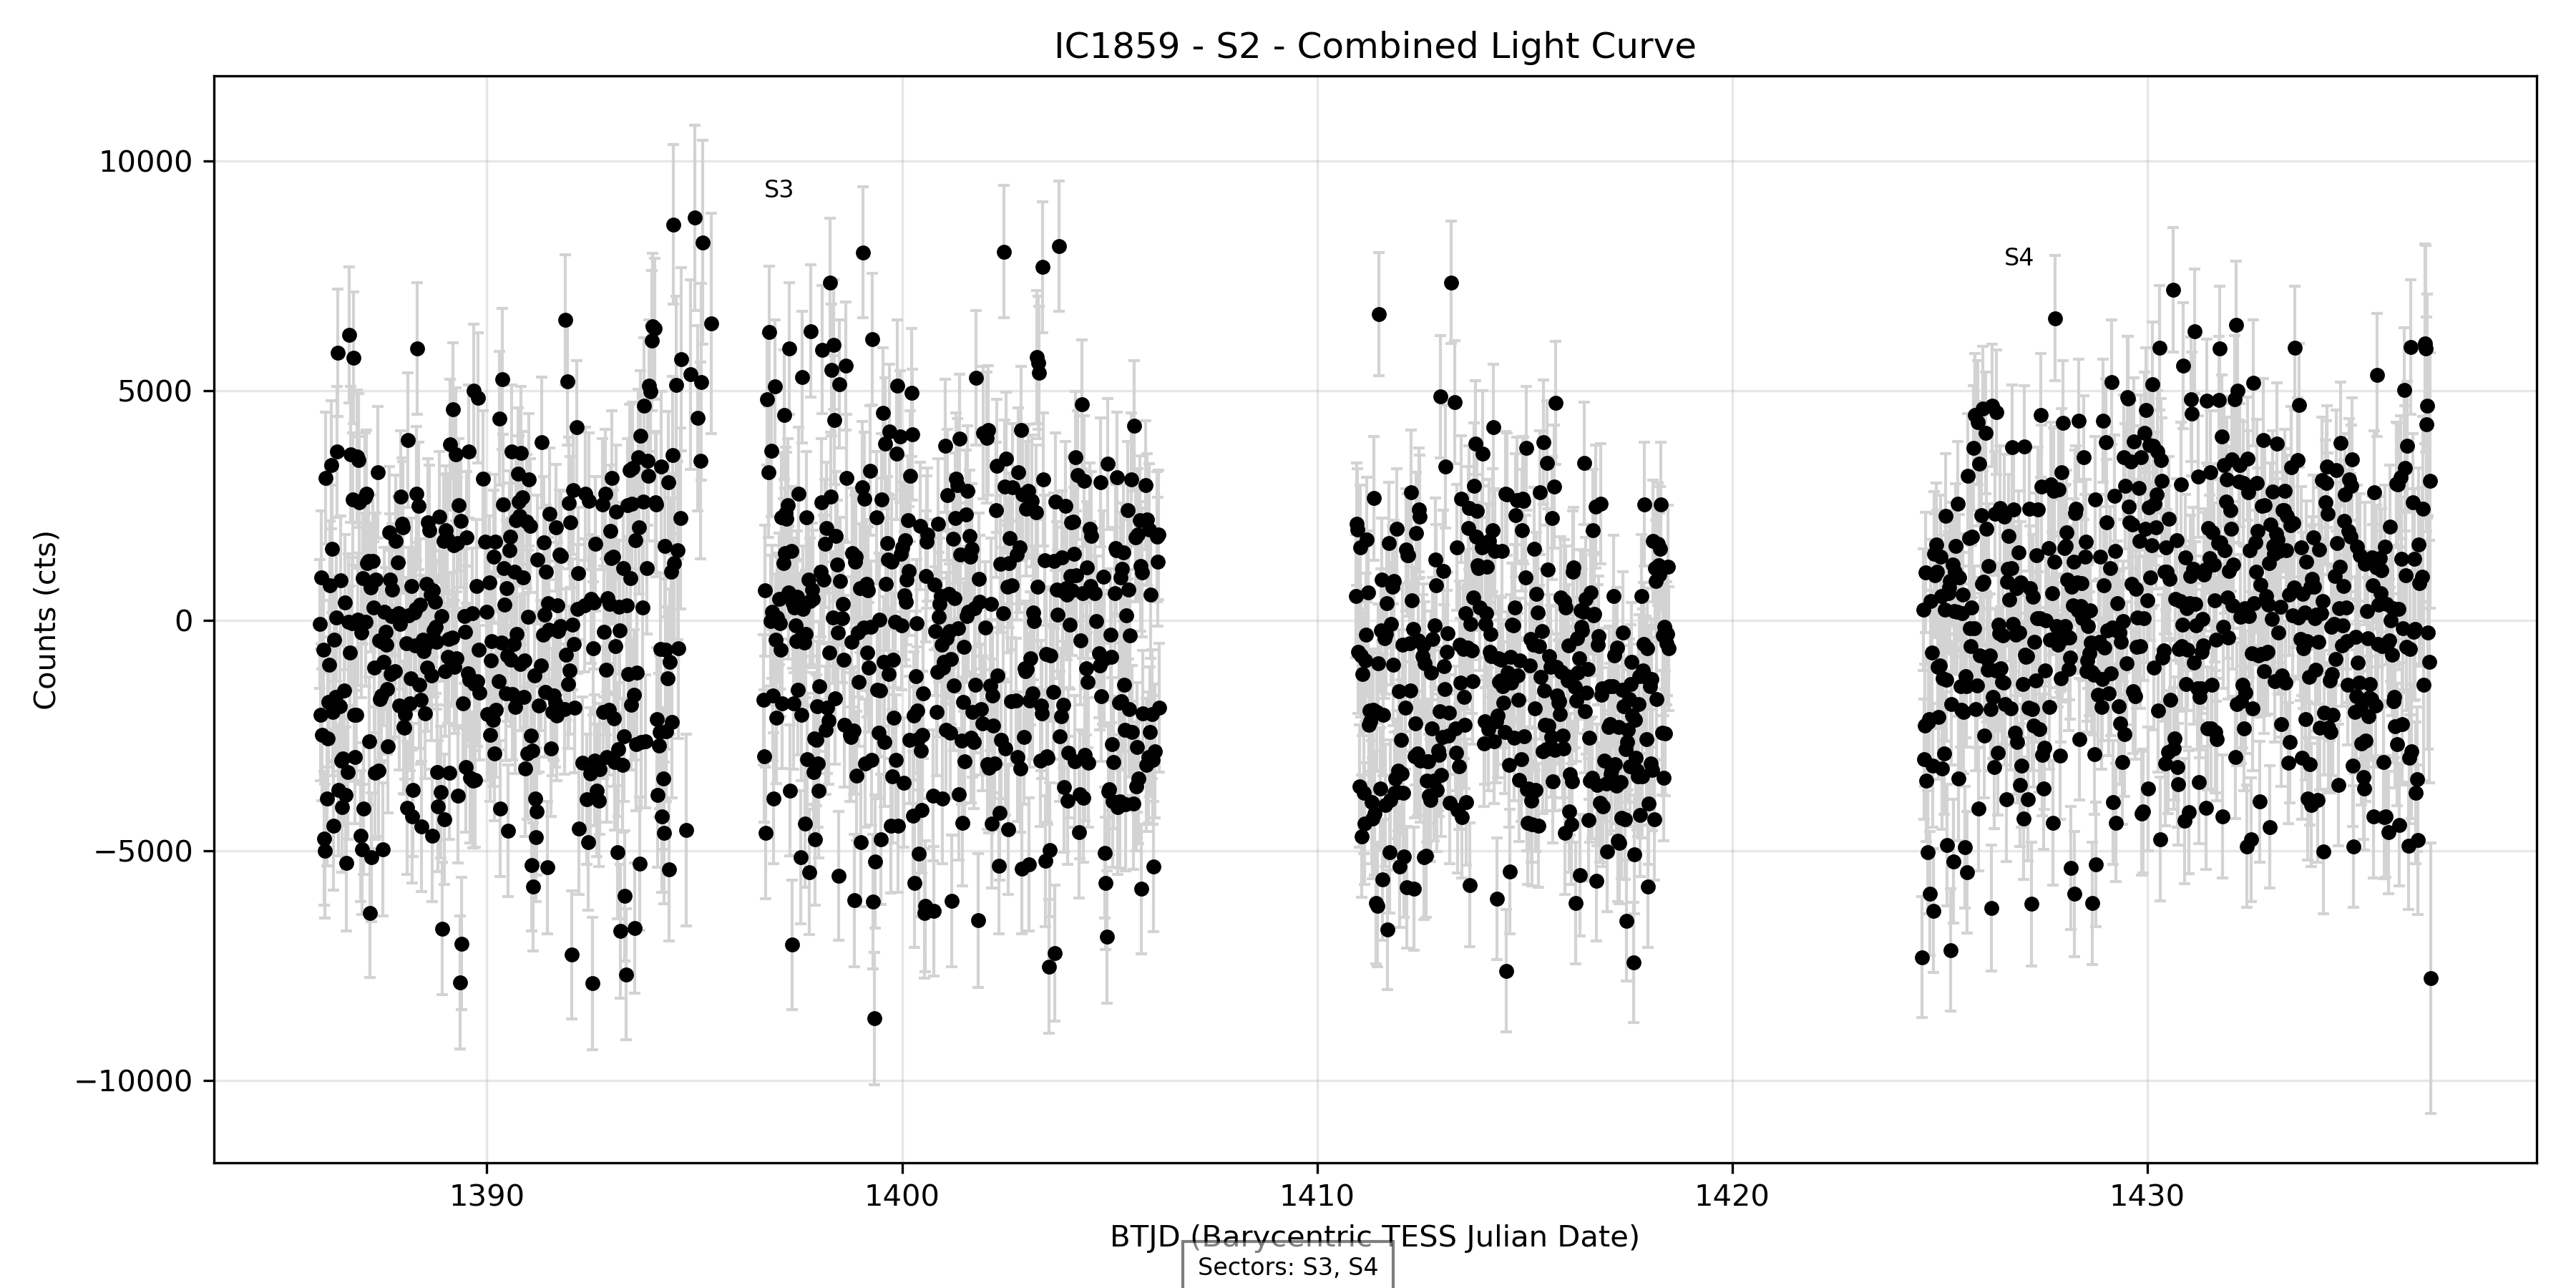 IC1859 - S2 - Combined Light Curve
Counts (cts)
10000
5000
0
−5000
−10000
S3
S4
1390
1400
1410
1420
1430
BTJD (Barycentric TESS Julian Date)
Sectors: S3, S4